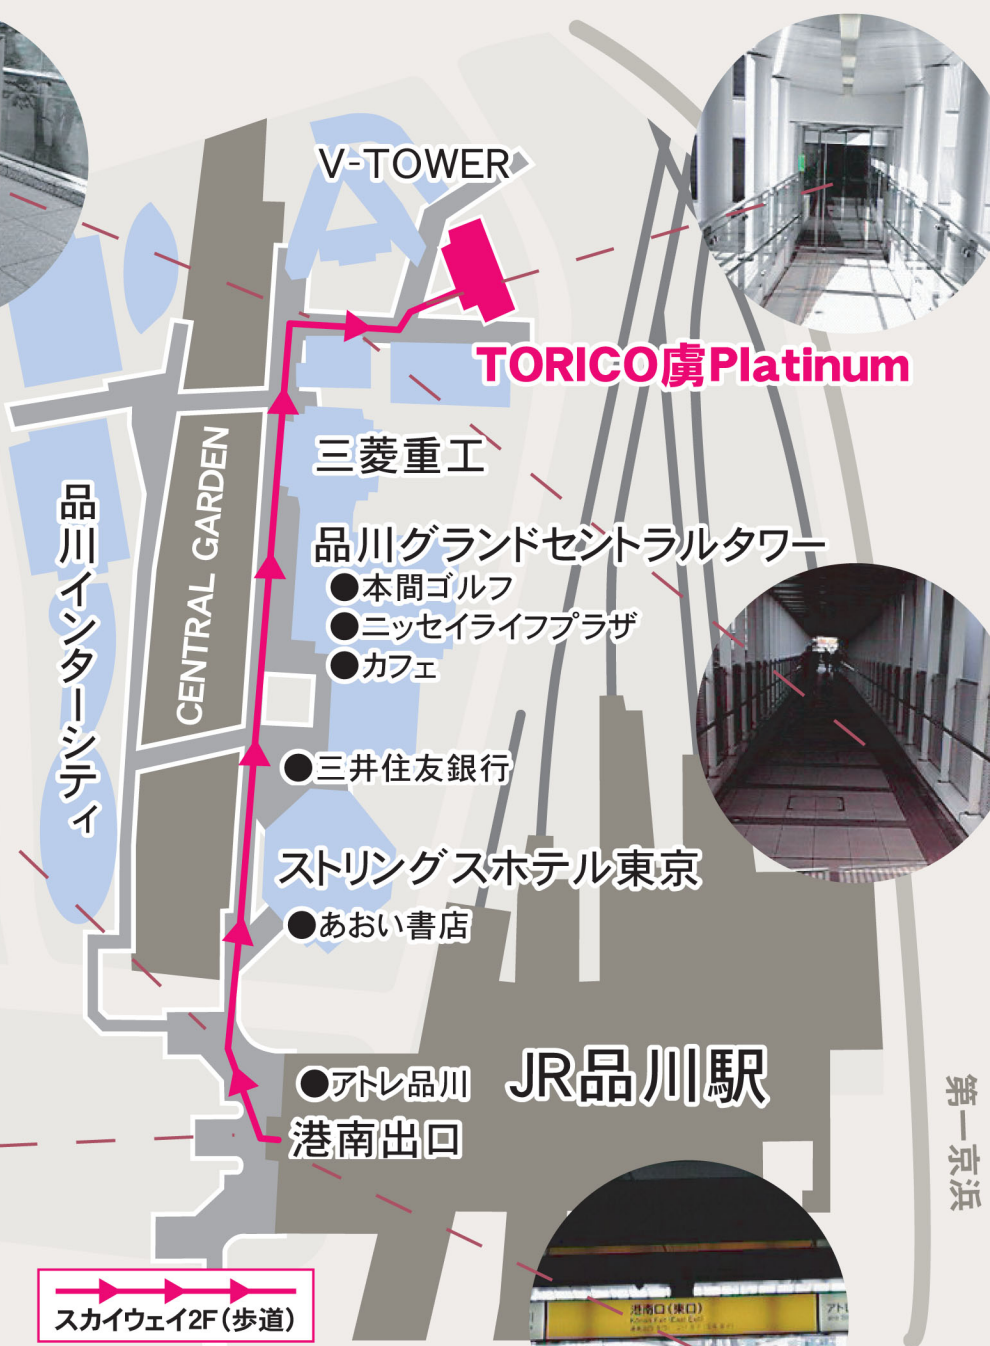 V-TOWER
TORICO虜Platinum
三菱重工
CENTRAL GARDEN
品川インターシティ
品川グランドセントラルタワー
●本間ゴルフ
●ニッセイライフプラザ
●カフェ
●三井住友銀行
ストリングスホテル東京
●あおい書店
JR品川駅
●アトレ品川
港南出口
第一京浜
スカイウェイ2F(歩道)
港南口(東口)
Konan Exit (East Exit)